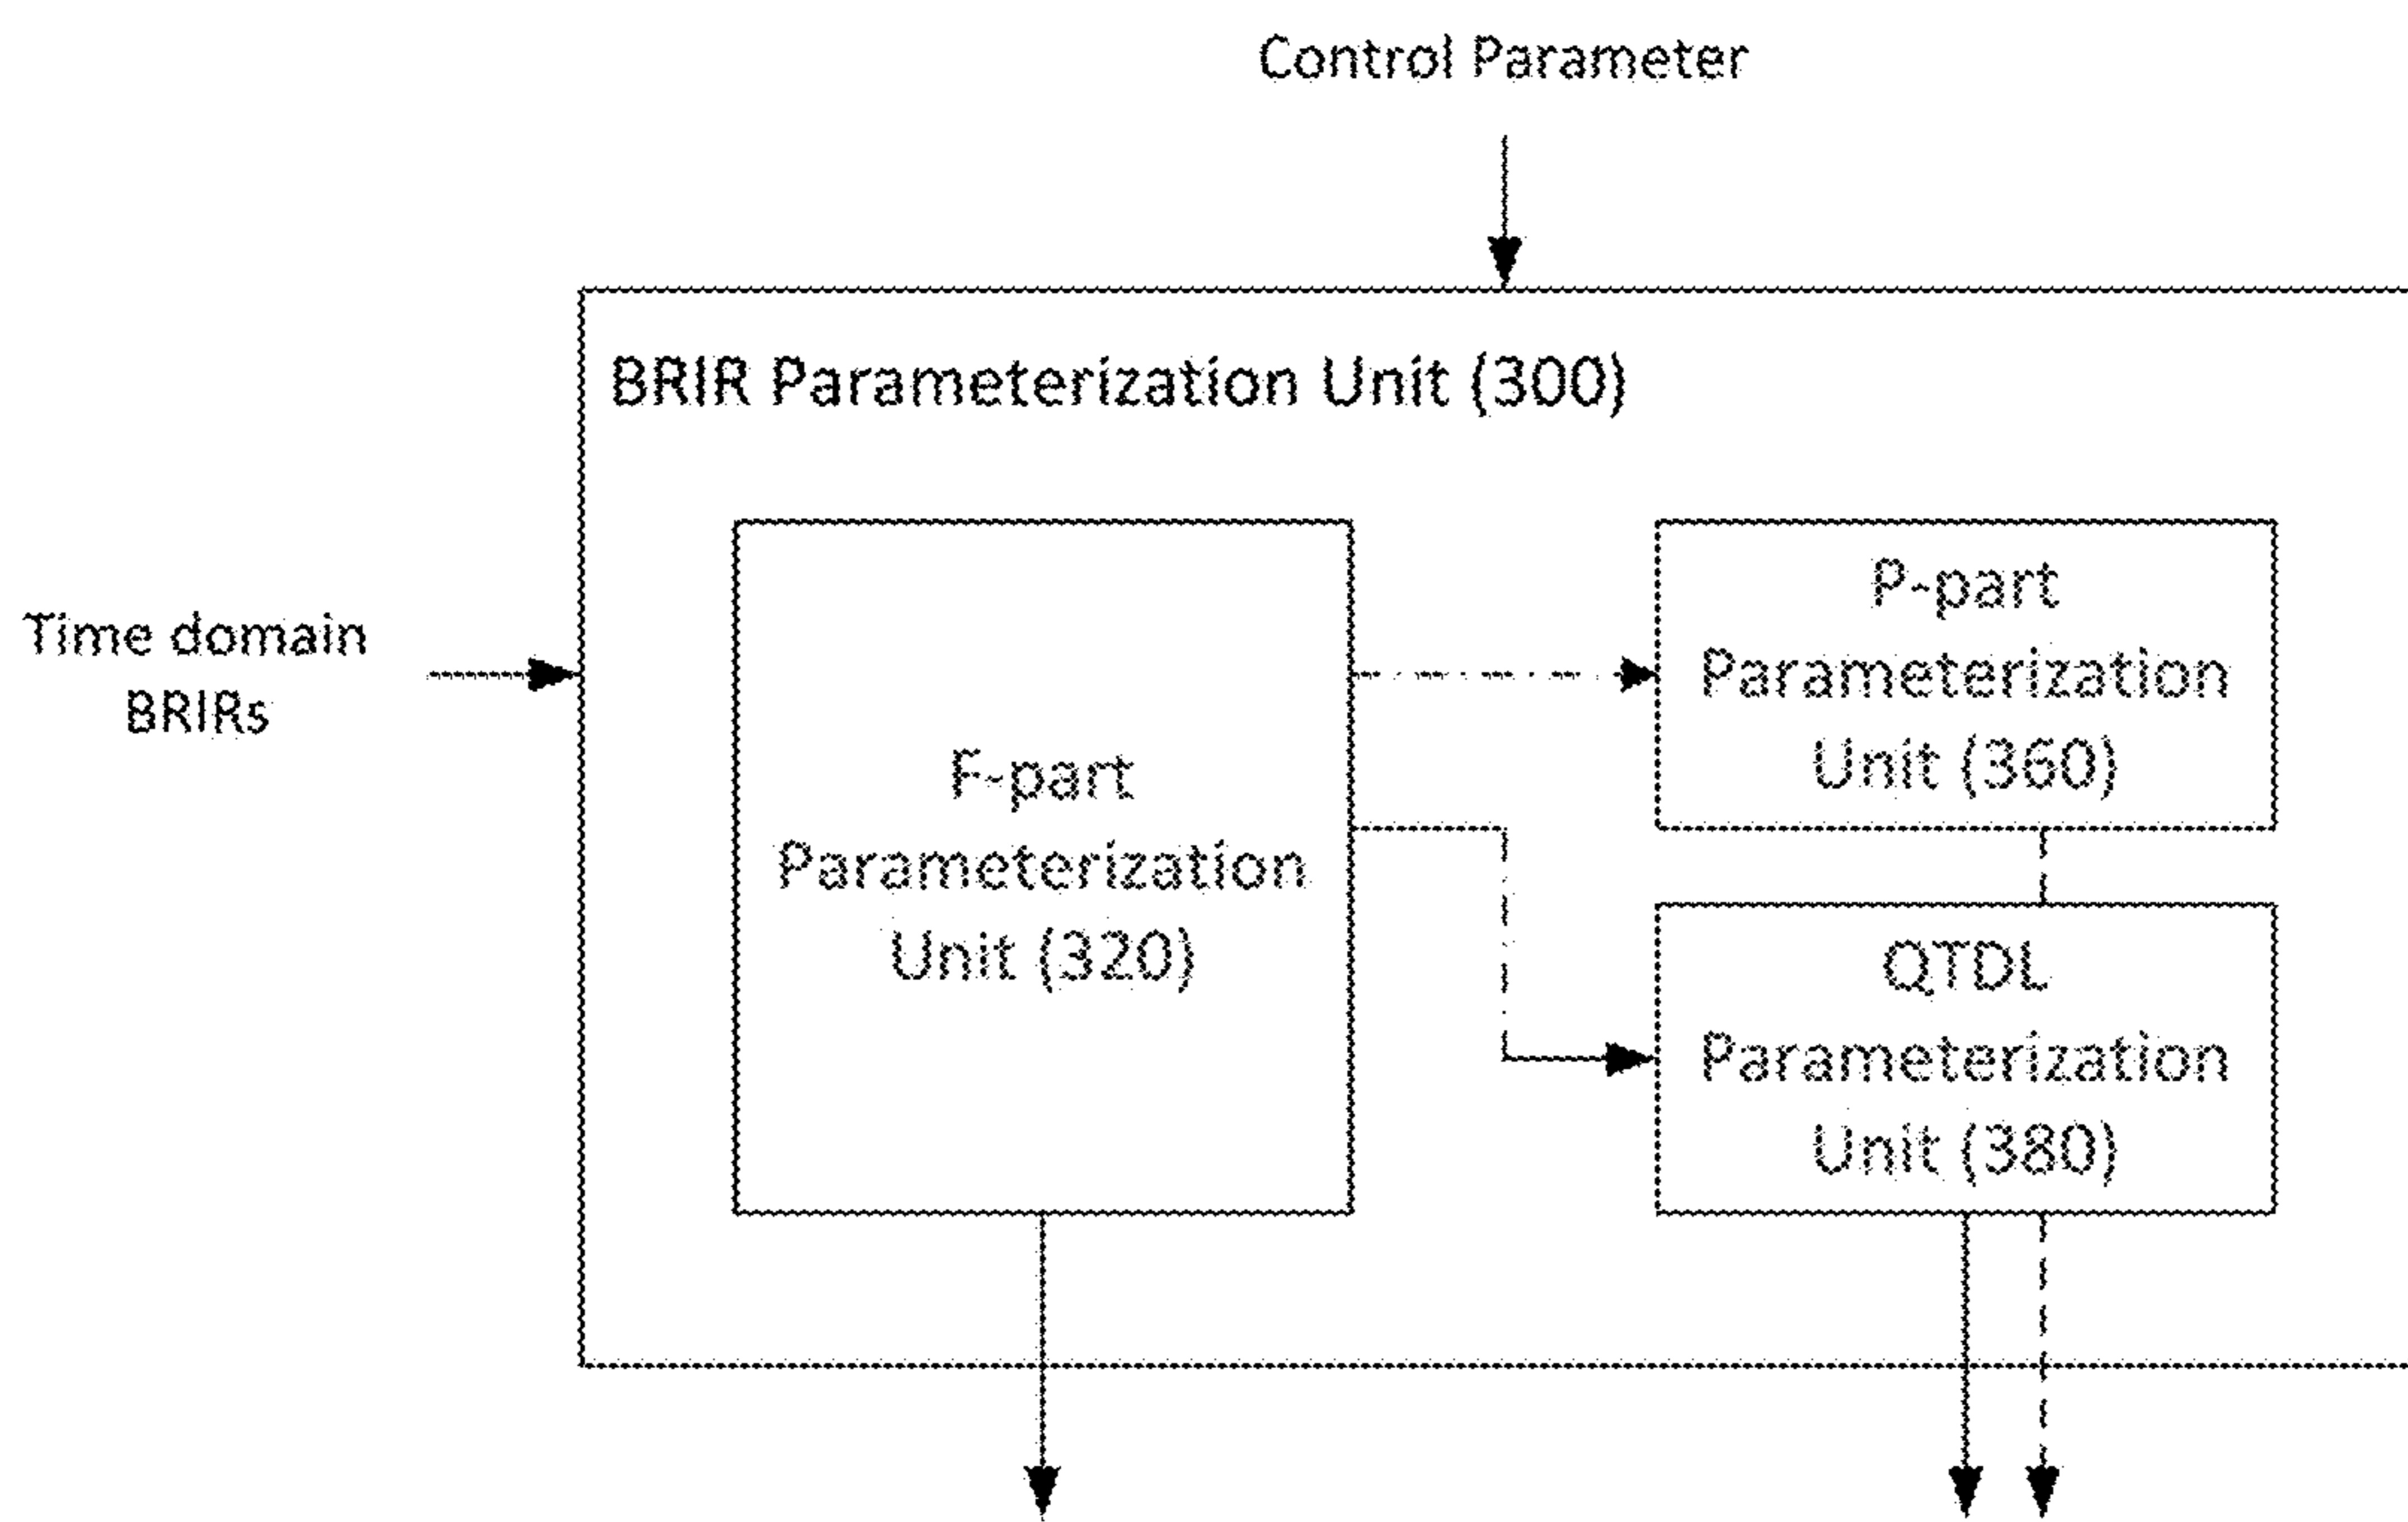 Control Parameter
BRIR Parameterization Unit (300)
Time domain
BRIRs
F-part
Parameterization
Unit (320)
P-part
Parameterization
Unit (360)
QTDL
Parameterization
Unit (380)